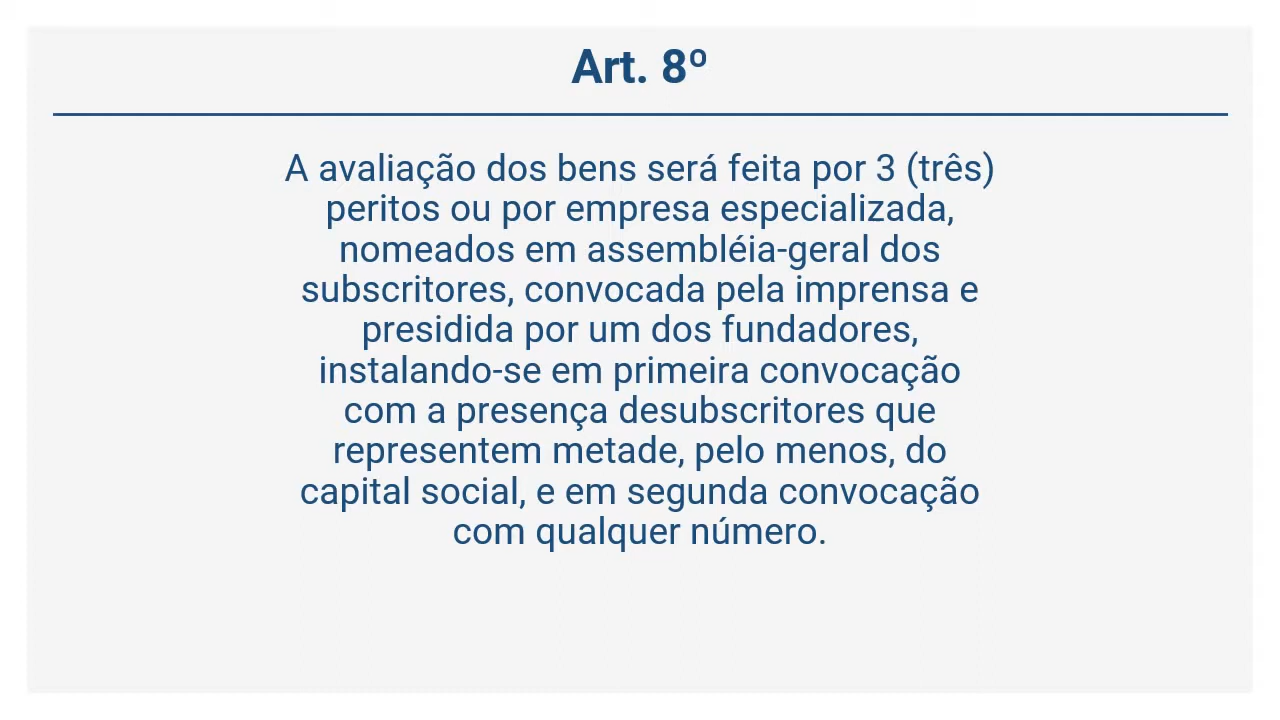 Art. 8º
A avaliação dos bens será feita por 3 (três)
peritos ou por empresa especializada,
nomeados em assembléia-geral dos
subscritores, convocada pela imprensa e
presidida por um dos fundadores,
instalando-se em primeira convocação
com a presença desubscritores que
representem metade, pelo menos, do
capital social, e em segunda convocação
com qualquer número.